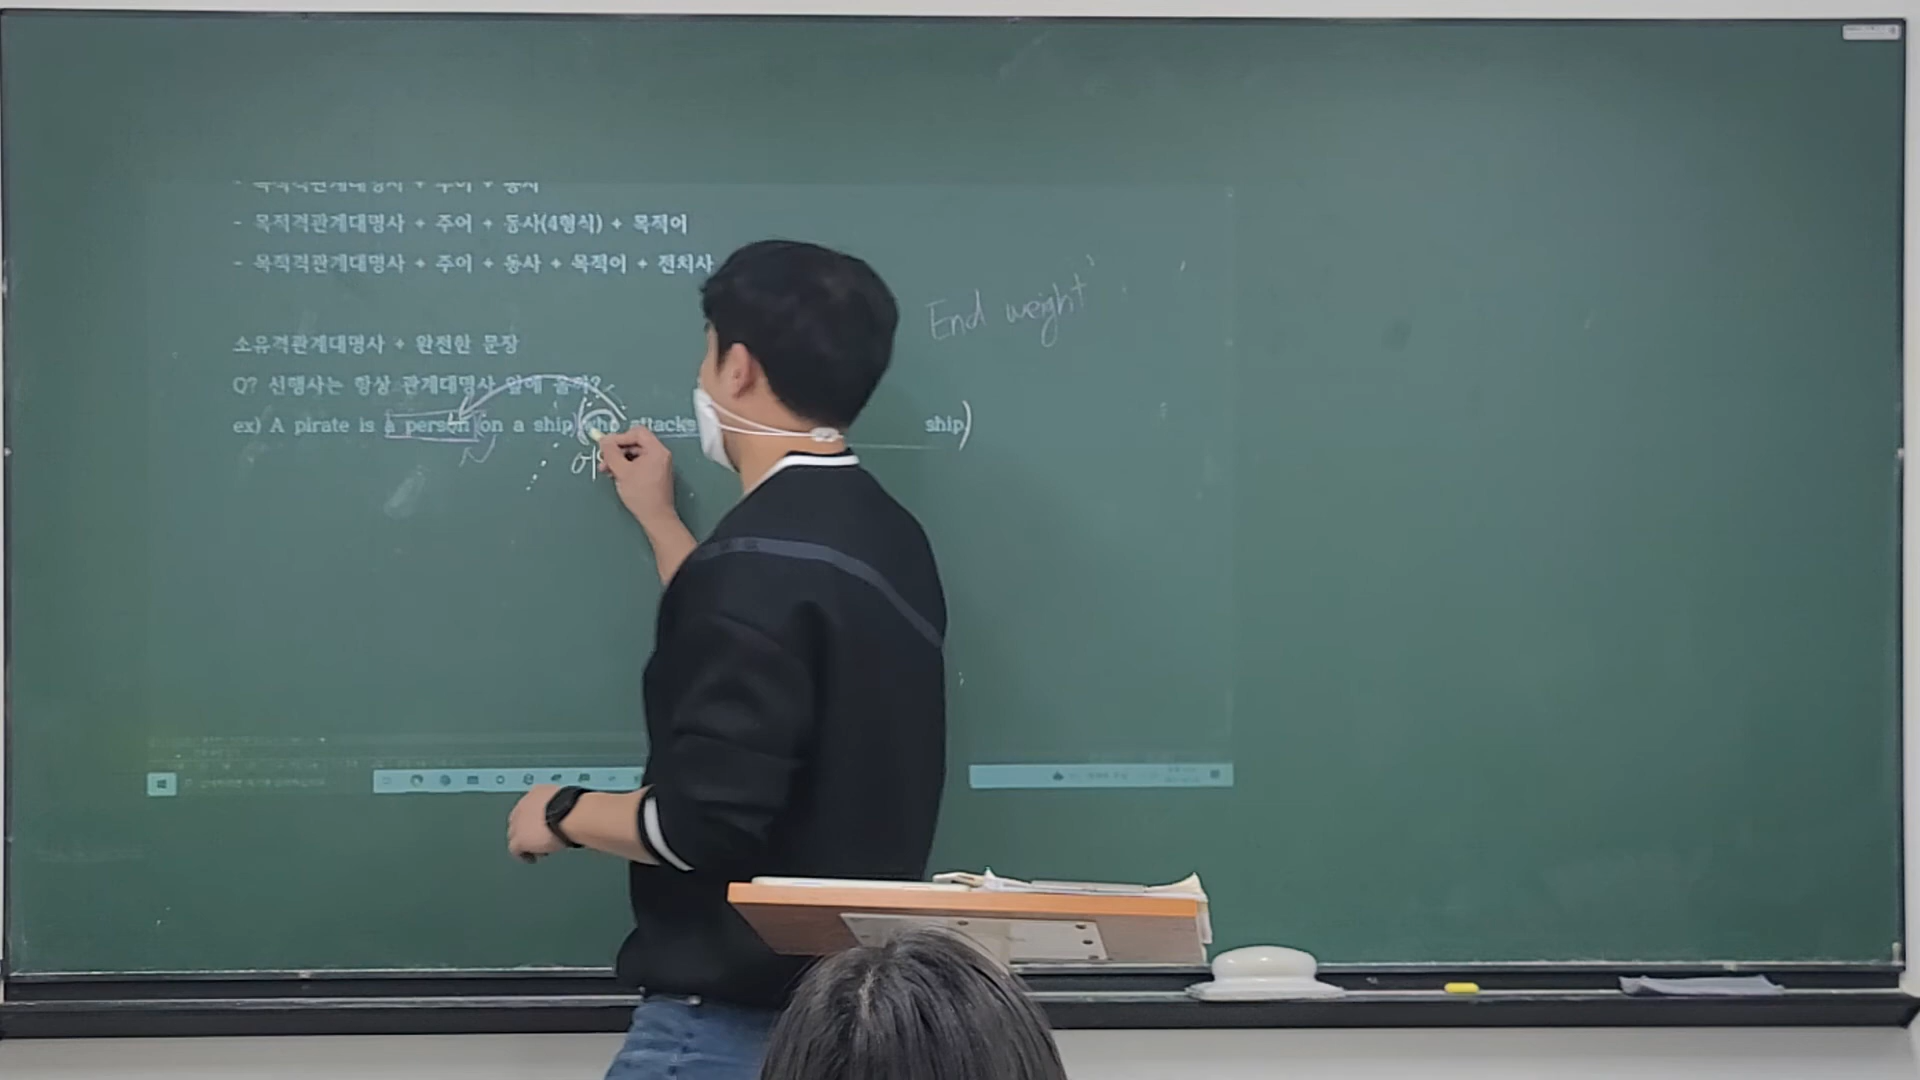 - 목적격관계대명사 + 주어 + 동사
- 목적격관계대명사 + 주어 + 동사(4형식) + 목적어
- 목적격관계대명사 + 주어 + 동사 + 목적어 + 전치사
End weight
소유격관계대명사 + 완전한 문장
Q? 선행사는 항상 관계대명사 앞에 올까?
ex) A pirate is a person (on a ship) who attacks ship)
N